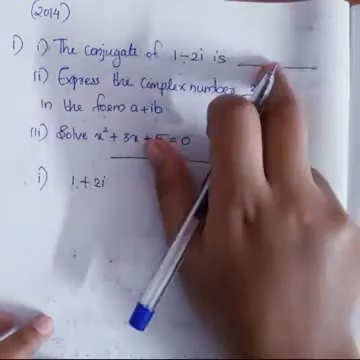 (2014)
1) i) The conjugate of 1-2i is
ii) Express the complex number
in the form a+ib.
iii) Solve x² + 3x + 5 = 0
i) 1 + 2i